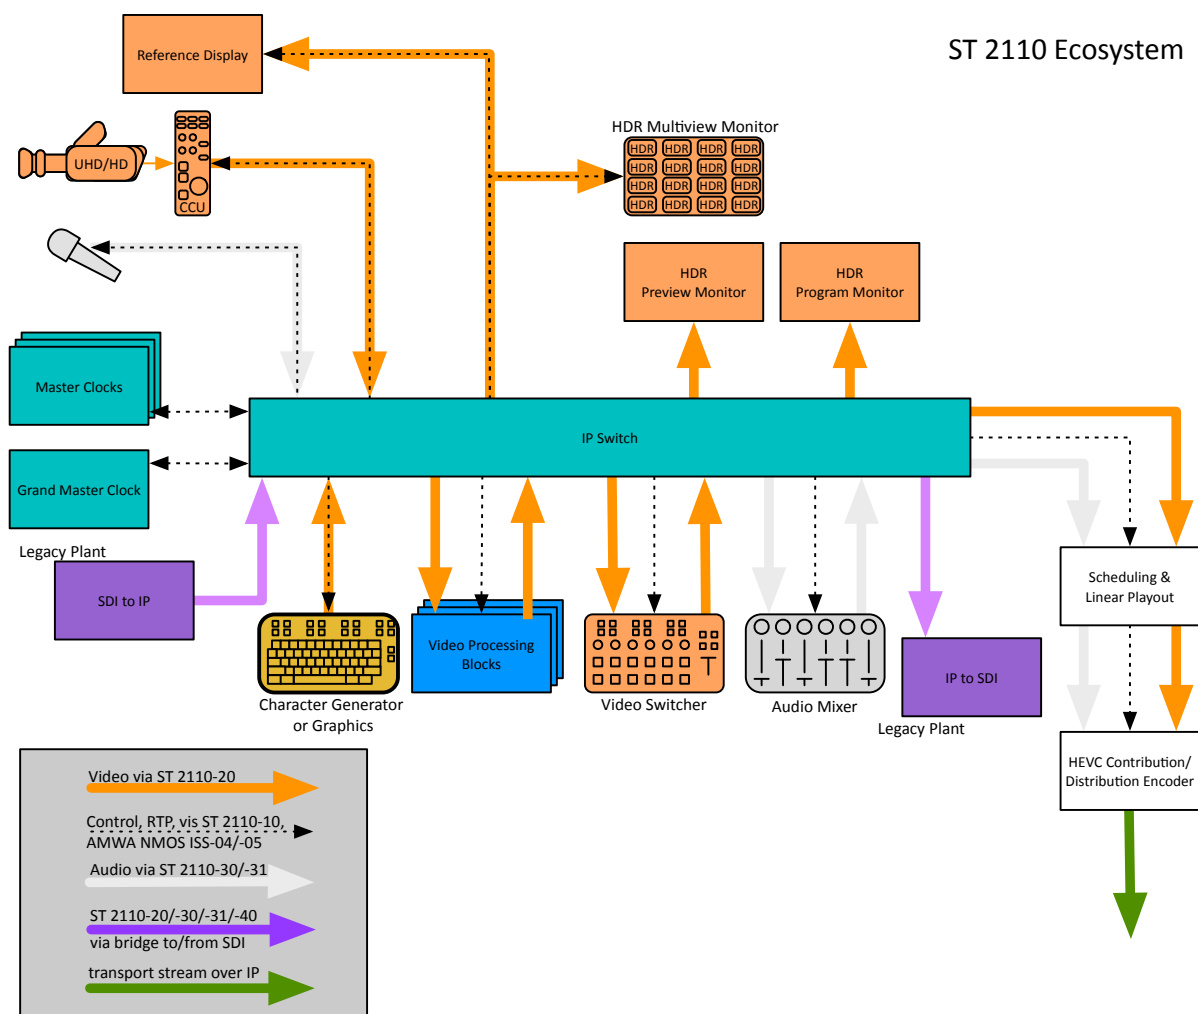 ST 2110 Ecosystem
Reference Display
UHD/HD
CCU
HDR Multiview Monitor
HDR HDR HDR HDR
HDR HDR HDR HDR
HDR HDR HDR HDR
HDR HDR HDR HDR
HDR
Preview Monitor
HDR
Program Monitor
Master Clocks
IP Switch
Grand Master Clock
Legacy Plant
SDI to IP
Character Generator
or Graphics
Video Processing
Blocks
Video Switcher
Audio Mixer
IP to SDI
Legacy Plant
Scheduling &
Linear Playout
HEVC Contribution/
Distribution Encoder
Video via ST 2110-20
Control, RTP, vis ST 2110-10,
AMWA NMOS ISS-04/-05
Audio via ST 2110-30/-31
ST 2110-20/-30/-31/-40
via bridge to/from SDI
transport stream over IP